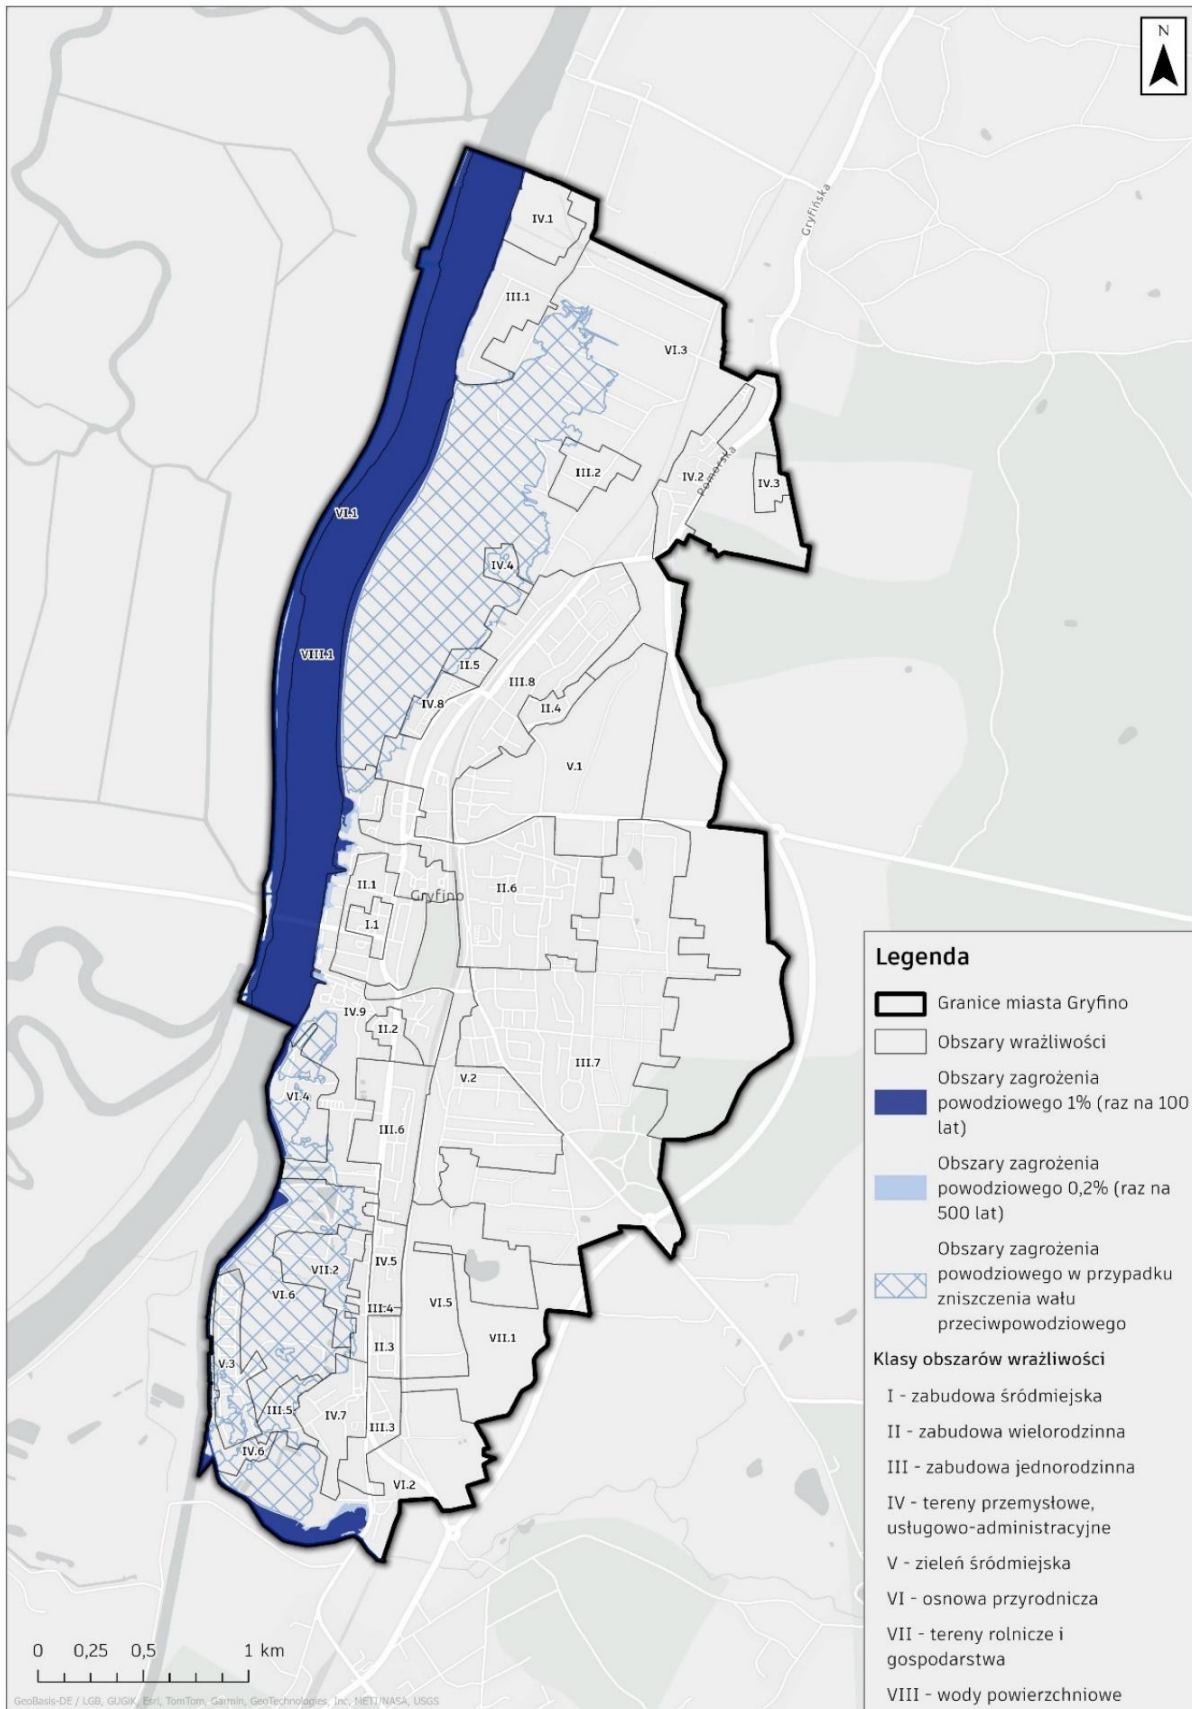 N
Gryfińska
IV.1
III.1
VI.3
III.2
IV.2
Pomorska
IV.3
VI.1
IV.4
VIII.1
II.5
III.8
IV.8
II.4
V.1
II.1
Gryfino
II.6
I.1
IV.9
II.2
III.7
VI.4
V.2
III.6
IV.5
VII.2
VI.6
III.4
VI.5
VII.1
II.3
V.3
III.5
IV.7
III.3
IV.6
VI.2
Legenda
Granice miasta Gryfino
Obszary wrażliwości
Obszary zagrożenia
powodziowego 1% (raz na 100
lat)
Obszary zagrożenia
powodziowego 0,2% (raz na
500 lat)
Obszary zagrożenia
powodziowego w przypadku
zniszczenia wału
przeciwpowodziowego
Klasy obszarów wrażliwości
I - zabudowa śródmiejska
II - zabudowa wielorodzinna
III - zabudowa jednorodzinna
IV - tereny przemysłowe,
usługowo-administracyjne
V - zieleń śródmiejska
VI - osnowa przyrodnicza
VII - tereny rolnicze i
gospodarstwa
VIII - wody powierzchniowe
0 0,25 0,5 1 km
GeoBasis-DE / LGB, GUGiK, Esri, TomTom, Garmin, GeoTechnologies, Inc, METI/NASA, USGS